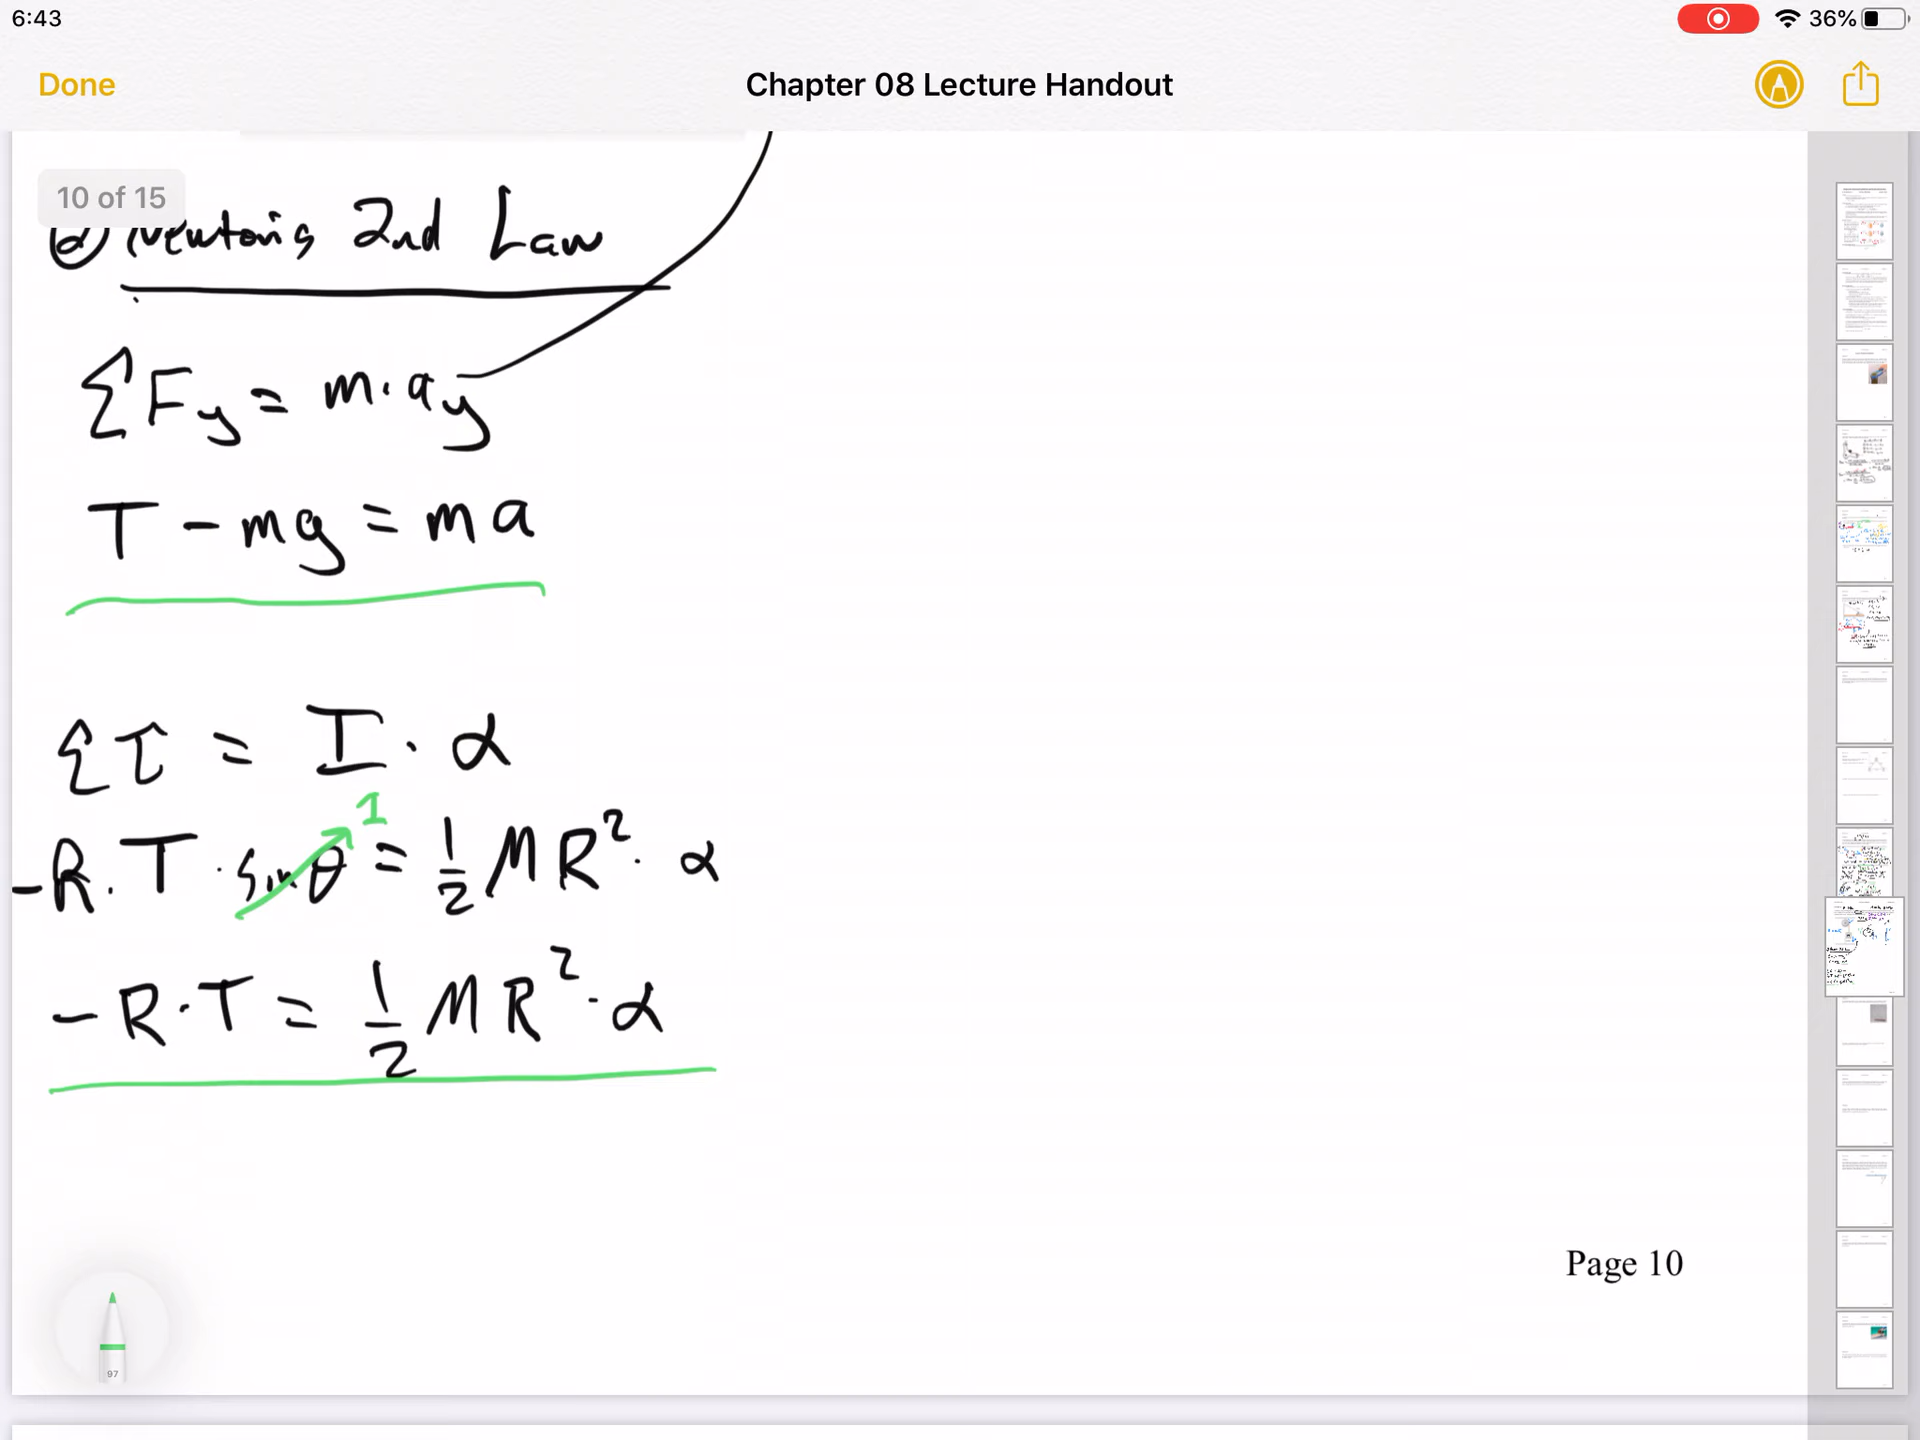 6:43 36%
Done Chapter 08 Lecture Handout
10 of 15
② Newton's 2nd Law
ΣFy = m·ay
T - mg = ma
Στ = I · α
1
-R·T·sinθ = 1/2 MR²· α
-R·T = 1/2 MR²·α
Page 10
97